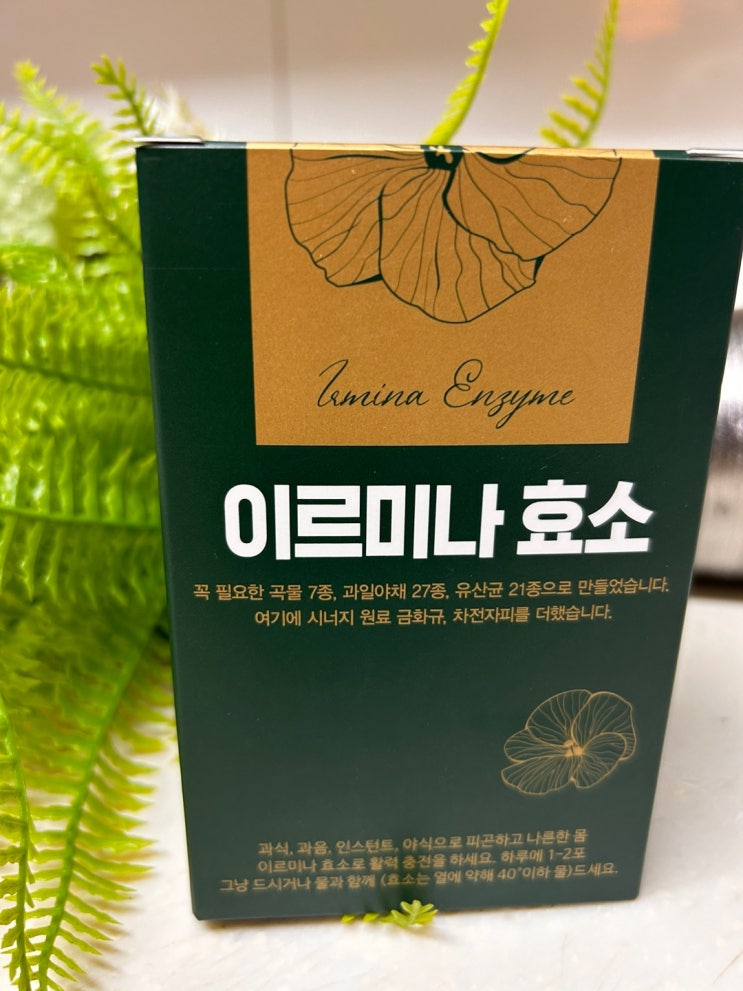 Irmina Enzyme
이르미나 효소
꼭 필요한 곡물 7종, 과일야채 27종, 유산균 21종으로 만들었습니다.
여기에 시너지 원료 금화규, 차전자피를 더했습니다.
과식, 과음, 인스턴트, 야식으로 피곤하고 나른한 몸
이르미나 효소로 활력 충전을 하세요. 하루에 1-2포
그냥 드시거나 물과 함께 (효소는 열에 약해 40°이하 물)드세요.